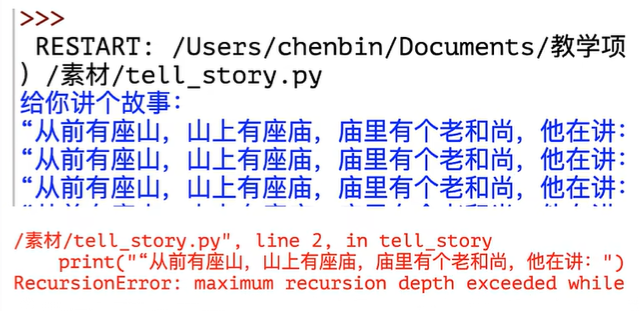 >>>
RESTART: /Users/chenbin/Documents/教学项
) /素材/tell_story.py
给你讲个故事：
“从前有座山，山上有座庙，庙里有个老和尚，他在讲：
“从前有座山，山上有座庙，庙里有个老和尚，他在讲：
“从前有座山，山上有座庙，庙里有个老和尚，他在讲：
/素材/tell_story.py", line 2, in tell_story
print("“从前有座山，山上有座庙，庙里有个老和尚，他在讲：")
RecursionError: maximum recursion depth exceeded while